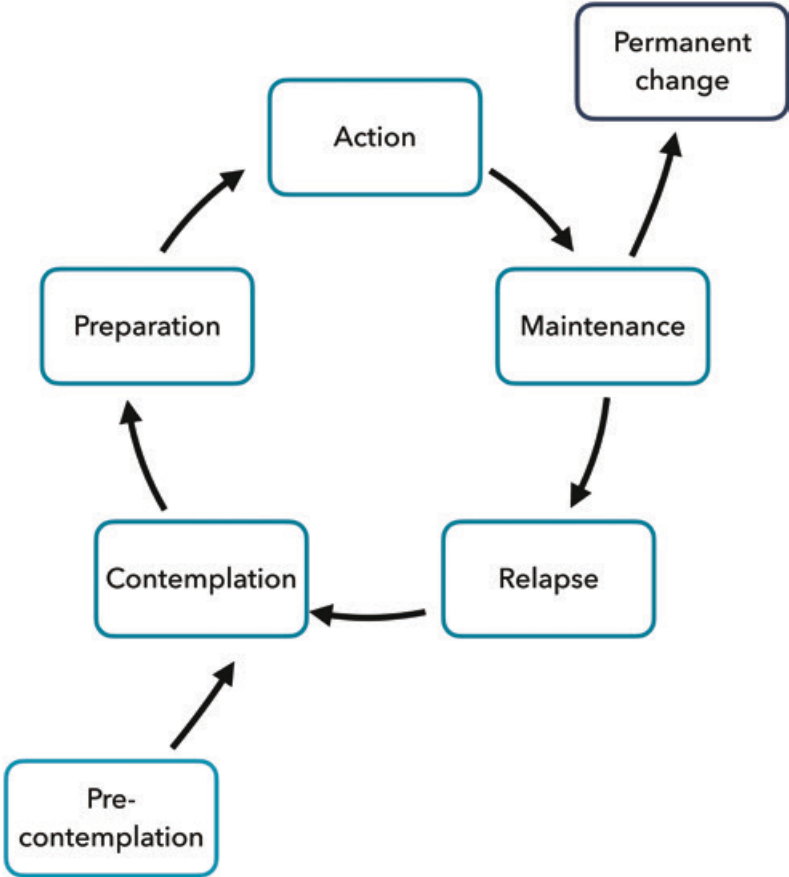 Permanent
change
Action
Preparation
Maintenance
Contemplation
Relapse
Pre-
contemplation